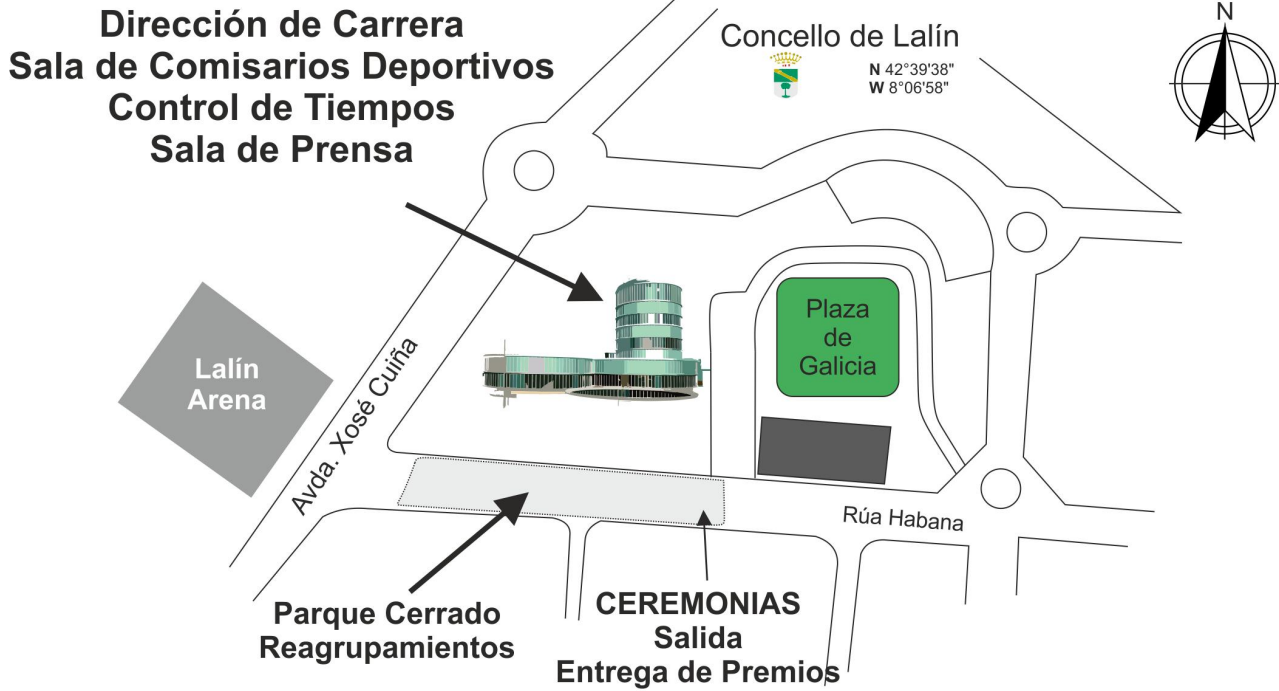 Dirección de Carrera
Sala de Comisarios Deportivos
Control de Tiempos
Sala de Prensa
Concello de Lalín
N 42°39'38"
W 8°06'58"
N
Plaza
de
Galicia
Lalín
Arena
Avda. Xosé Cuiña
Rúa Habana
Parque Cerrado
Reagrupamientos
CEREMONIAS
Salida
Entrega de Premios